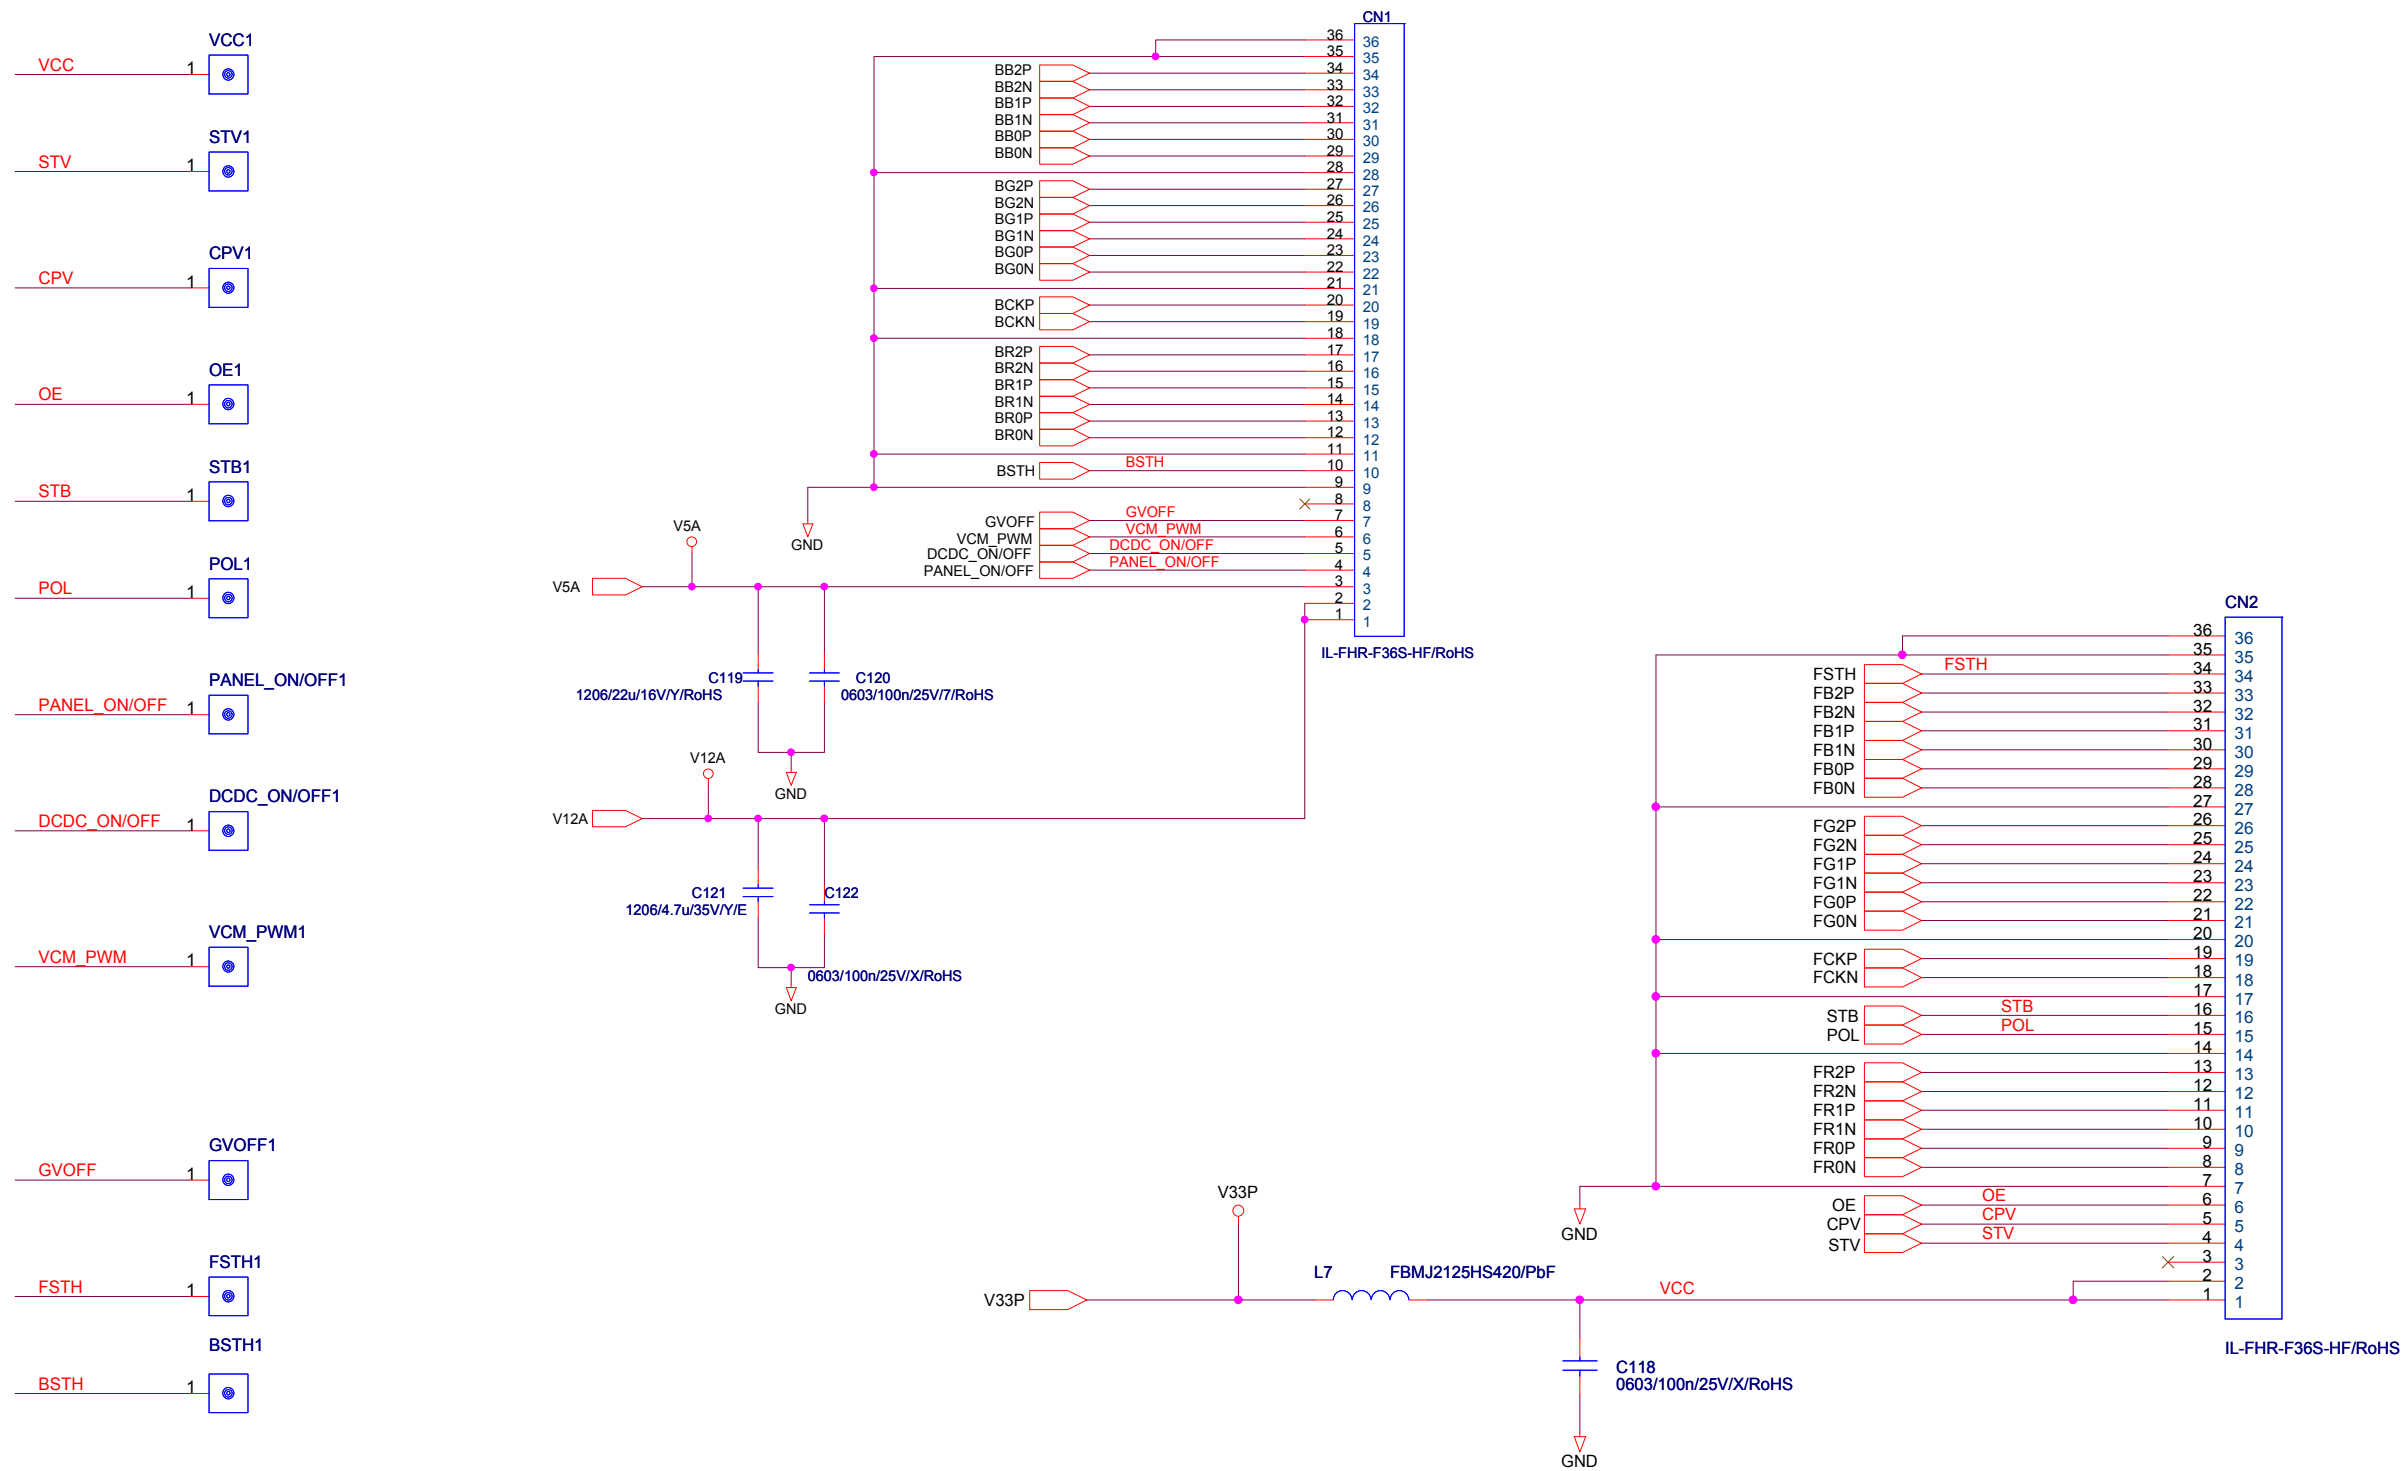 VCC1
VCC 1
STV1
STV 1
CPV1
CPV 1
OE1
OE 1
STB1
STB 1
POL1
POL 1
PANEL_ON/OFF1
PANEL_ON/OFF 1
DCDC_ON/OFF1
DCDC_ON/OFF 1
VCM_PWM1
VCM_PWM 1
GVOFF1
GVOFF 1
FSTH1
FSTH 1
BSTH1
BSTH 1
CN1
36 36
35 35
BB2P 34 34
BB2N 33 33
BB1P 32 32
BB1N 31 31
BB0P 30 30
BB0N 29 29
28 28
BG2P 27 27
BG2N 26 26
BG1P 25 25
BG1N 24 24
BG0P 23 23
BG0N 22 22
21 21
BCKP 20 20
BCKN 19 19
18 18
BR2P 17 17
BR2N 16 16
BR1P 15 15
BR1N 14 14
BR0P 13 13
BR0N 12 12
11 11
BSTH BSTH 10 10
9 9
8 8
GVOFF GVOFF 7 7
VCM_PWM VCM_PWM 6 6
DCDC_ON/OFF DCDC_ON/OFF 5 5
PANEL_ON/OFF PANEL_ON/OFF 4 4
3 3
2 2
1 1
IL-FHR-F36S-HF/RoHS
GND
V5A
V5A
C119
1206/22u/16V/Y/RoHS
C120
0603/100n/25V/7/RoHS
GND
V12A
V12A
C121
1206/4.7u/35V/Y/E
C122
0603/100n/25V/X/RoHS
GND
CN2
36 36
35 35
FSTH FSTH 34 34
FB2P 33 33
FB2N 32 32
FB1P 31 31
FB1N 30 30
FB0P 29 29
FB0N 28 28
27 27
FG2P 26 26
FG2N 25 25
FG1P 24 24
FG1N 23 23
FG0P 22 22
FG0N 21 21
20 20
FCKP 19 19
FCKN 18 18
17 17
STB STB 16 16
POL POL 15 15
14 14
FR2P 13 13
FR2N 12 12
FR1P 11 11
FR1N 10 10
FR0P 9 9
FR0N 8 8
7 7
OE OE 6 6
CPV CPV 5 5
STV STV 4 4
3 3
2 2
1 1
IL-FHR-F36S-HF/RoHS
GND
V33P
V33P
L7 FBMJ2125HS420/PbF
VCC
C118
0603/100n/25V/X/RoHS
GND